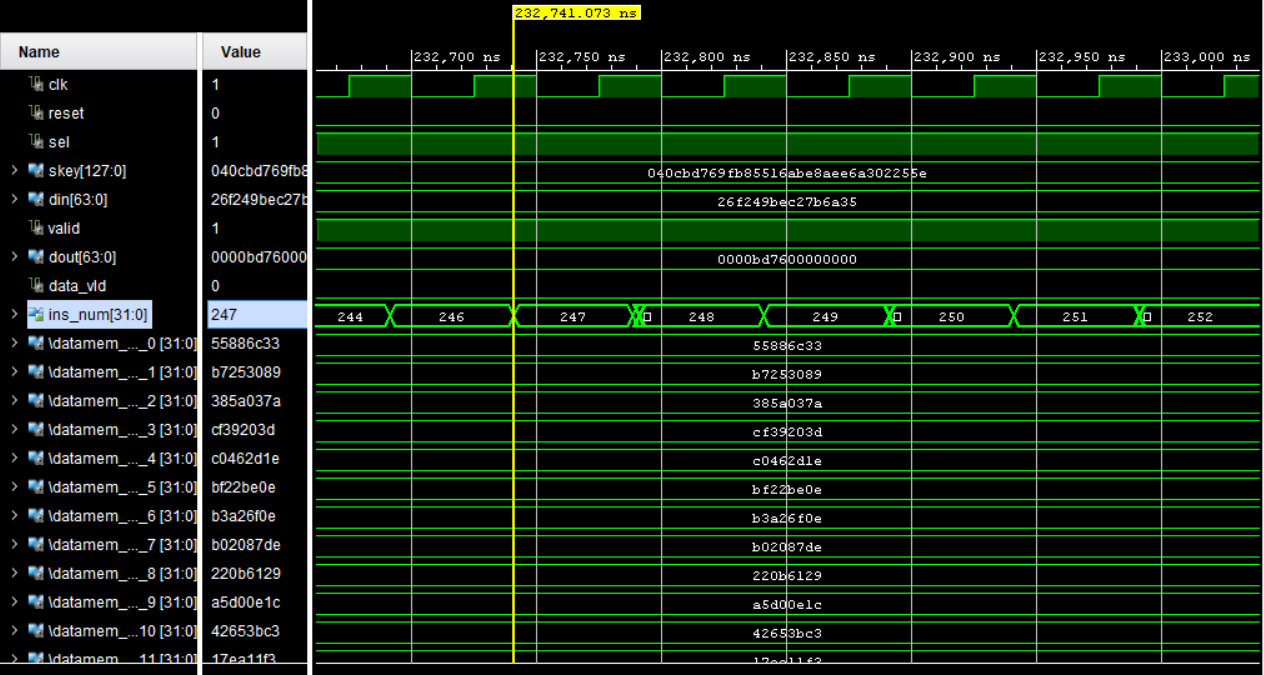 232,741.073 ns
Name Value
232,700 ns 232,750 ns 232,800 ns 232,850 ns 232,900 ns 232,950 ns 233,000 ns
clk 1
reset 0
sel 1
skey[127:0] 040cbd769fb8 040cbd769fb85516abe8aee6a302255e
din[63:0] 26f249bec27b 26f249bec27b6a35
valid 1
dout[63:0] 0000bd76000 0000bd7600000000
data_vld 0
ins_num[31:0] 247 244 246 247 248 249 250 251 252
\datamem_..._0 [31:0] 55886c33 55886c33
\datamem_..._1 [31:0] b7253089 b7253089
\datamem_..._2 [31:0] 385a037a 385a037a
\datamem_..._3 [31:0] cf39203d cf39203d
\datamem_..._4 [31:0] c0462d1e c0462d1e
\datamem_..._5 [31:0] bf22be0e bf22be0e
\datamem_..._6 [31:0] b3a26f0e b3a26f0e
\datamem_..._7 [31:0] b02087de b02087de
\datamem_..._8 [31:0] 220b6129 220b6129
\datamem_..._9 [31:0] a5d00e1c a5d00e1c
\datamem_...10 [31:0] 42653bc3 42653bc3
\datamem_...11 [31:0] 17ea11f3 17ea11f3